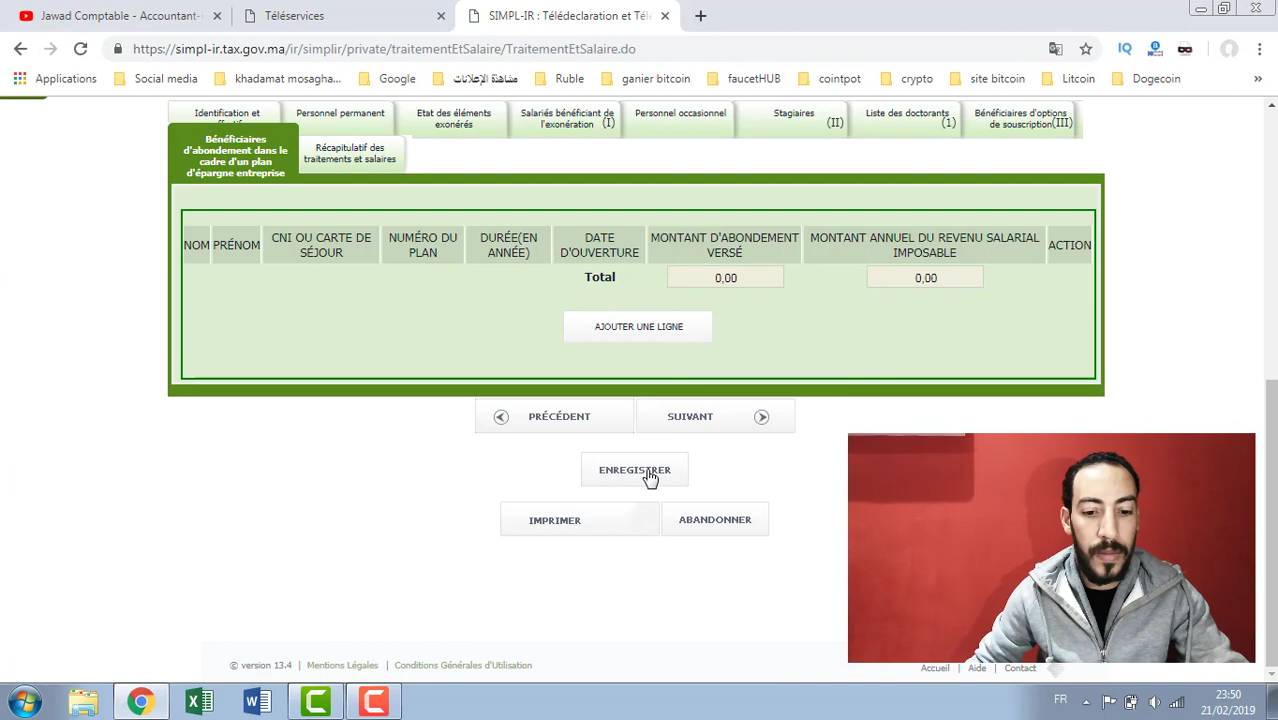 Jawad Comptable - Accountant-
Téléservices
SIMPL-IR : Télédeclaration et Tél
https://simpl-ir.tax.gov.ma/ir/simplir/private/traitementEtSalaire/TraitementEtSalaire.do
IQ
Applications
Social media
khadamat mosagha...
Google
مشاهدة الإعلانات
Ruble
ganier bitcoin
faucetHUB
cointpot
crypto
site bitcoin
Litcoin
Dogecoin
»
Identification et
Personnel permanent
Etat des éléments
exonérés
Salariés bénéficiant de
l'exonération (I)
Personnel occasionnel
Stagiaires
(II)
Liste des doctorants
(1)
Bénéficiaires d'options
de souscription(III)
Bénéficiaires
d'abondement dans le
cadre d'un plan
d'épargne entreprise
Récapitulatif des
traitements et salaires
NOM
PRÉNOM
CNI OU CARTE DE
SÉJOUR
NUMÉRO DU
PLAN
DURÉE(EN
ANNÉE)
DATE
D'OUVERTURE
MONTANT D'ABONDEMENT
VERSÉ
MONTANT ANNUEL DU REVENU SALARIAL
IMPOSABLE
ACTION
Total
0,00
0,00
AJOUTER UNE LIGNE
PRÉCÉDENT
SUIVANT
ENREGISTRER
IMPRIMER
ABANDONNER
© version 13.4 | Mentions Légales | Conditions Générales d'Utilisation
Accueil | Aide | Contact
FR
23:50
21/02/2019